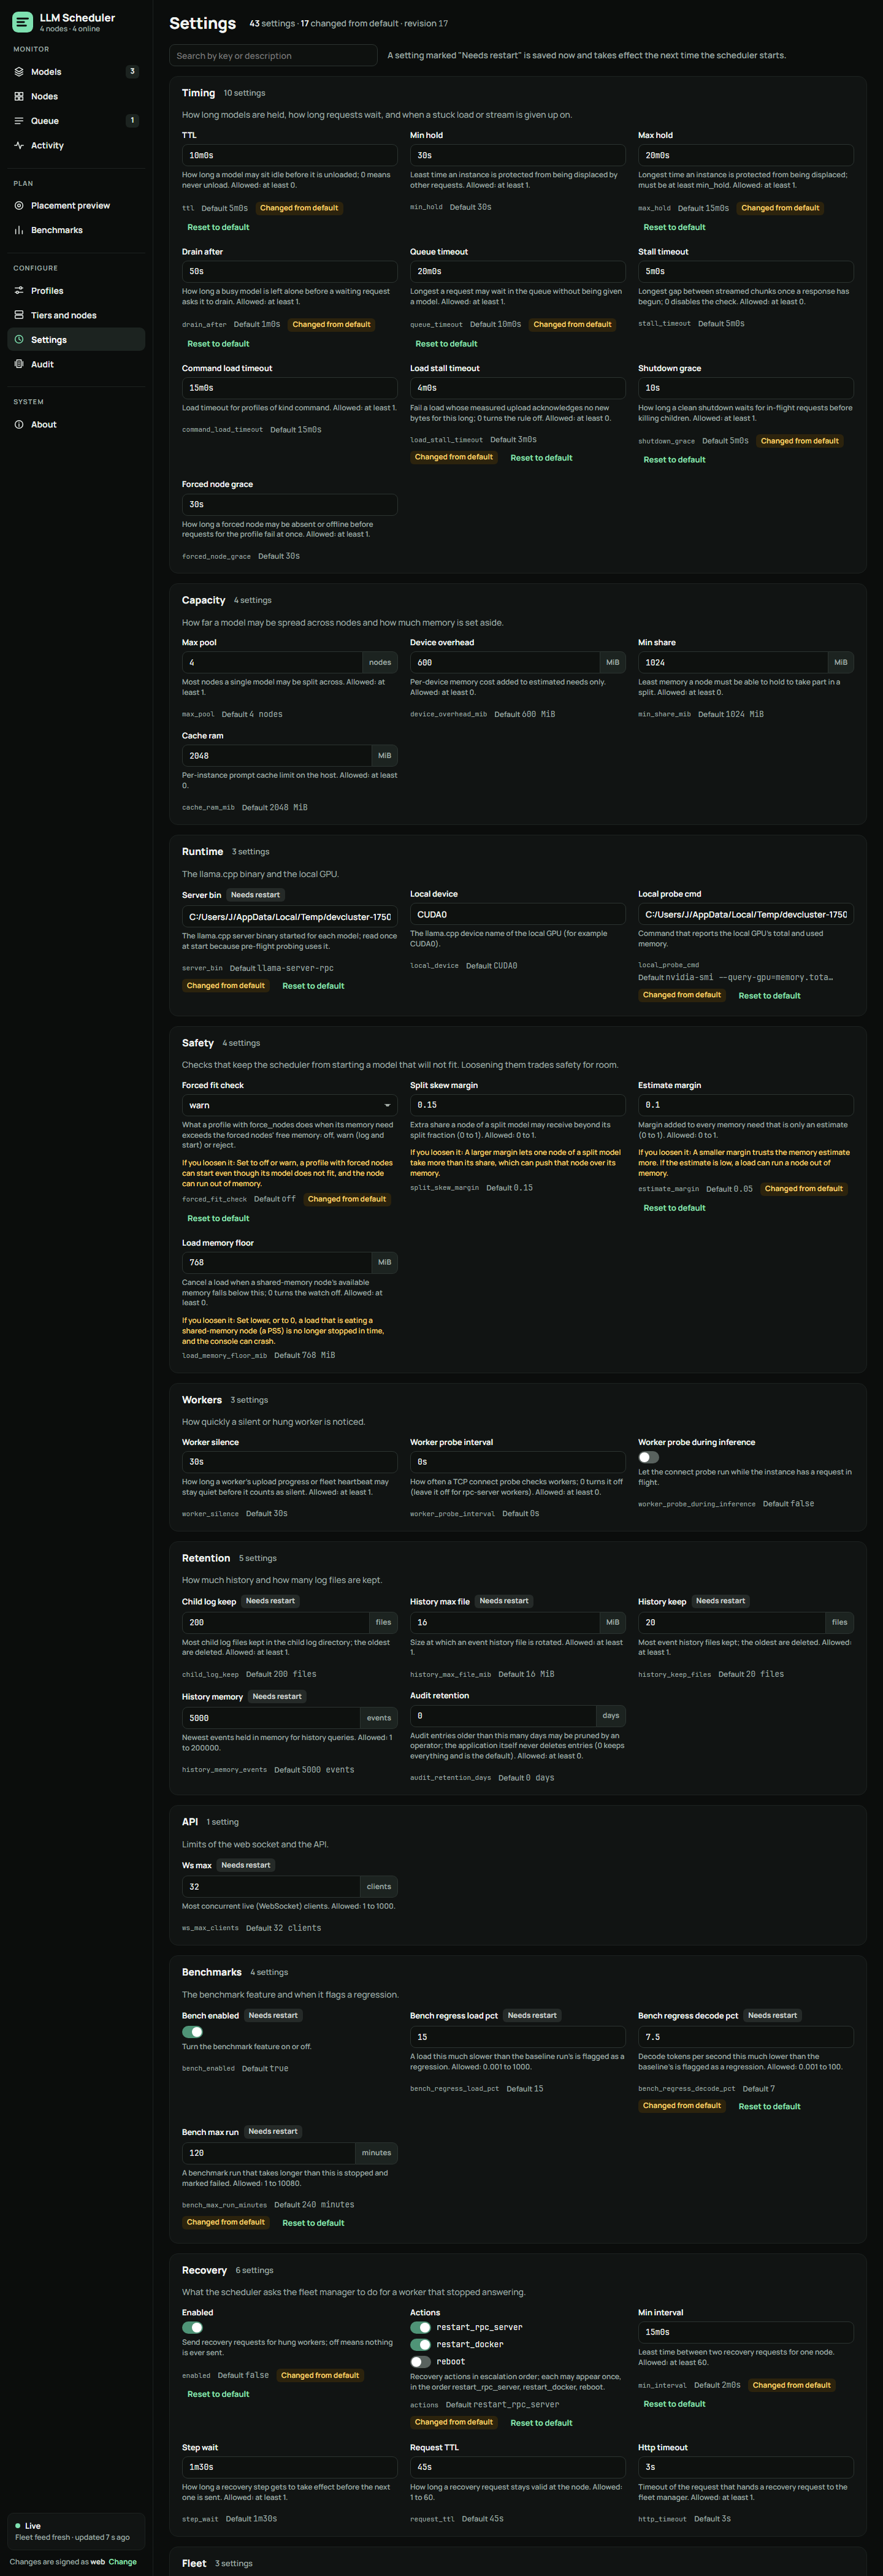 LLM Scheduler
4 nodes · 4 online
MONITOR
Models 3
Nodes
Queue 1
Activity
PLAN
Placement preview
Benchmarks
CONFIGURE
Profiles
Tiers and nodes
Settings
Audit
SYSTEM
About
Live
Fleet feed fresh · updated 7 s ago
Changes are signed as web Change
Settings 43 settings · 17 changed from default · revision 17
Search by key or description
A setting marked "Needs restart" is saved now and takes effect the next time the scheduler starts.
Timing 10 settings
How long models are held, how long requests wait, and when a stuck load or stream is given up on.
TTL
10m0s
How long a model may sit idle before it is unloaded; 0 means
never unload. Allowed: at least 0.
ttl Default 5m0s Changed from default
Reset to default
Min hold
30s
Least time an instance is protected from being displaced by
other requests. Allowed: at least 1.
min_hold Default 30s
Max hold
20m0s
Longest time an instance is protected from being displaced;
must be at least min_hold. Allowed: at least 1.
max_hold Default 15m0s Changed from default
Reset to default
Drain after
50s
How long a busy model is left alone before a waiting request
asks it to drain. Allowed: at least 1.
drain_after Default 1m0s Changed from default
Reset to default
Queue timeout
20m0s
Longest a request may wait in the queue without being given
a model. Allowed: at least 1.
queue_timeout Default 10m0s Changed from default
Reset to default
Stall timeout
5m0s
Longest gap between streamed chunks once a response has
begun; 0 disables the check. Allowed: at least 0.
stall_timeout Default 5m0s
Command load timeout
15m0s
Load timeout for profiles of kind command. Allowed: at least 1.
command_load_timeout Default 15m0s
Load stall timeout
4m0s
Fail a load whose measured upload acknowledges no new
bytes for this long; 0 turns the rule off. Allowed: at least 0.
load_stall_timeout Default 3m0s
Changed from default Reset to default
Shutdown grace
10s
How long a clean shutdown waits for in-flight requests before
killing children. Allowed: at least 1.
shutdown_grace Default 5m0s Changed from default
Reset to default
Forced node grace
30s
How long a forced node may be absent or offline before
requests for the profile fail at once. Allowed: at least 1.
forced_node_grace Default 30s
Capacity 4 settings
How far a model may be spread across nodes and how much memory is set aside.
Max pool
4 nodes
Most nodes a single model may be split across. Allowed: at
least 1.
max_pool Default 4 nodes
Device overhead
600 MiB
Per-device memory cost added to estimated needs only.
Allowed: at least 0.
device_overhead_mib Default 600 MiB
Min share
1024 MiB
Least memory a node must be able to hold to take part in a
split. Allowed: at least 0.
min_share_mib Default 1024 MiB
Cache ram
2048 MiB
Per-instance prompt cache limit on the host. Allowed: at least
0.
cache_ram_mib Default 2048 MiB
Runtime 3 settings
The llama.cpp binary and the local GPU.
Server bin Needs restart
C:/Users/J/AppData/Local/Temp/devcluster-1750
The llama.cpp server binary started for each model; read once
at start because pre-flight probing uses it.
server_bin Default llama-server-rpc
Changed from default Reset to default
Local device
CUDA0
The llama.cpp device name of the local GPU (for example
CUDA0).
local_device Default CUDA0
Local probe cmd
C:/Users/J/AppData/Local/Temp/devcluster-1750
Command that reports the local GPU's total and used
memory.
local_probe_cmd
Default nvidia-smi --query-gpu=memory.tota…
Changed from default Reset to default
Safety 4 settings
Checks that keep the scheduler from starting a model that will not fit. Loosening them trades safety for room.
Forced fit check
warn
What a profile with force_nodes does when its memory need
exceeds the forced nodes' free memory: off, warn (log and
start) or reject.
If you loosen it: Set to off or warn, a profile with forced nodes
can start even though its model does not fit, and the node
can run out of memory.
forced_fit_check Default off Changed from default
Reset to default
Split skew margin
0.15
Extra share a node of a split model may receive beyond its
split fraction (0 to 1). Allowed: 0 to 1.
If you loosen it: A larger margin lets one node of a split model
take more than its share, which can push that node over its
memory.
split_skew_margin Default 0.15
Estimate margin
0.1
Margin added to every memory need that is only an estimate
(0 to 1). Allowed: 0 to 1.
If you loosen it: A smaller margin trusts the memory estimate
more. If the estimate is low, a load can run a node out of
memory.
estimate_margin Default 0.05 Changed from default
Reset to default
Load memory floor
768 MiB
Cancel a load when a shared-memory node's available
memory falls below this; 0 turns the watch off. Allowed: at
least 0.
If you loosen it: Set lower, or to 0, a load that is eating a
shared-memory node (a PS5) is no longer stopped in time,
and the console can crash.
load_memory_floor_mib Default 768 MiB
Workers 3 settings
How quickly a silent or hung worker is noticed.
Worker silence
30s
How long a worker's upload progress or fleet heartbeat may
stay quiet before it counts as silent. Allowed: at least 1.
worker_silence Default 30s
Worker probe interval
0s
How often a TCP connect probe checks workers; 0 turns it off
(leave it off for rpc-server workers). Allowed: at least 0.
worker_probe_interval Default 0s
Worker probe during inference
Let the connect probe run while the instance has a request in
flight.
worker_probe_during_inference Default false
Retention 5 settings
How much history and how many log files are kept.
Child log keep Needs restart
200 files
Most child log files kept in the child log directory; the oldest
are deleted. Allowed: at least 1.
child_log_keep Default 200 files
History max file Needs restart
16 MiB
Size at which an event history file is rotated. Allowed: at least
1.
history_max_file_mib Default 16 MiB
History keep Needs restart
20 files
Most event history files kept; the oldest are deleted. Allowed:
at least 1.
history_keep_files Default 20 files
History memory Needs restart
5000 events
Newest events held in memory for history queries. Allowed: 1
to 200000.
history_memory_events Default 5000 events
Audit retention
0 days
Audit entries older than this many days may be pruned by an
operator; the application itself never deletes entries (0 keeps
everything and is the default). Allowed: at least 0.
audit_retention_days Default 0 days
API 1 setting
Limits of the web socket and the API.
Ws max Needs restart
32 clients
Most concurrent live (WebSocket) clients. Allowed: 1 to 1000.
ws_max_clients Default 32 clients
Benchmarks 4 settings
The benchmark feature and when it flags a regression.
Bench enabled Needs restart
Turn the benchmark feature on or off.
bench_enabled Default true
Bench regress load pct Needs restart
15
A load this much slower than the baseline run's is flagged as a
regression. Allowed: 0.001 to 1000.
bench_regress_load_pct Default 15
Bench regress decode pct Needs restart
7.5
Decode tokens per second this much lower than the
baseline's is flagged as a regression. Allowed: 0.001 to 100.
bench_regress_decode_pct Default 7
Changed from default Reset to default
Bench max run Needs restart
120 minutes
A benchmark run that takes longer than this is stopped and
marked failed. Allowed: 1 to 10080.
bench_max_run_minutes Default 240 minutes
Changed from default Reset to default
Recovery 6 settings
What the scheduler asks the fleet manager to do for a worker that stopped answering.
Enabled
Send recovery requests for hung workers; off means nothing
is ever sent.
enabled Default false Changed from default
Reset to default
Actions
restart_rpc_server
restart_docker
reboot
Recovery actions in escalation order; each may appear once,
in the order restart_rpc_server, restart_docker, reboot.
actions Default restart_rpc_server
Changed from default Reset to default
Min interval
15m0s
Least time between two recovery requests for one node.
Allowed: at least 60.
min_interval Default 2m0s Changed from default
Reset to default
Step wait
1m30s
How long a recovery step gets to take effect before the next
one is sent. Allowed: at least 1.
step_wait Default 1m30s
Request TTL
45s
How long a recovery request stays valid at the node. Allowed:
1 to 60.
request_ttl Default 45s
Http timeout
3s
Timeout of the request that hands a recovery request to the
fleet manager. Allowed: at least 1.
http_timeout Default 3s
Fleet 3 settings